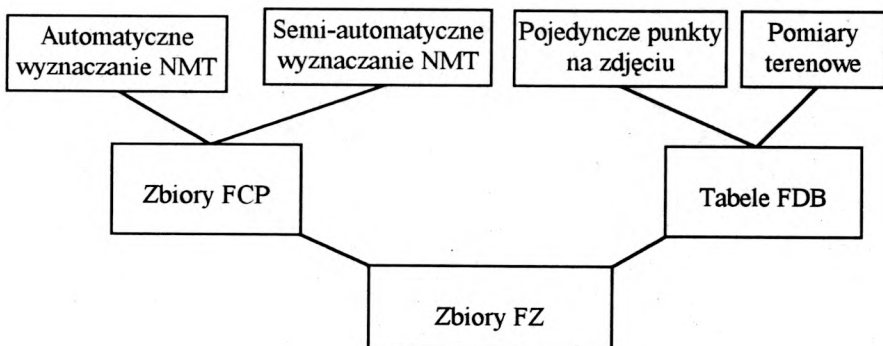 Automatyczne
wyznaczanie NMT
Semi-automatyczne
wyznaczanie NMT
Pojedyncze punkty
na zdjęciu
Pomiary
terenowe
Zbiory FCP
Tabele FDB
Zbiory FZ